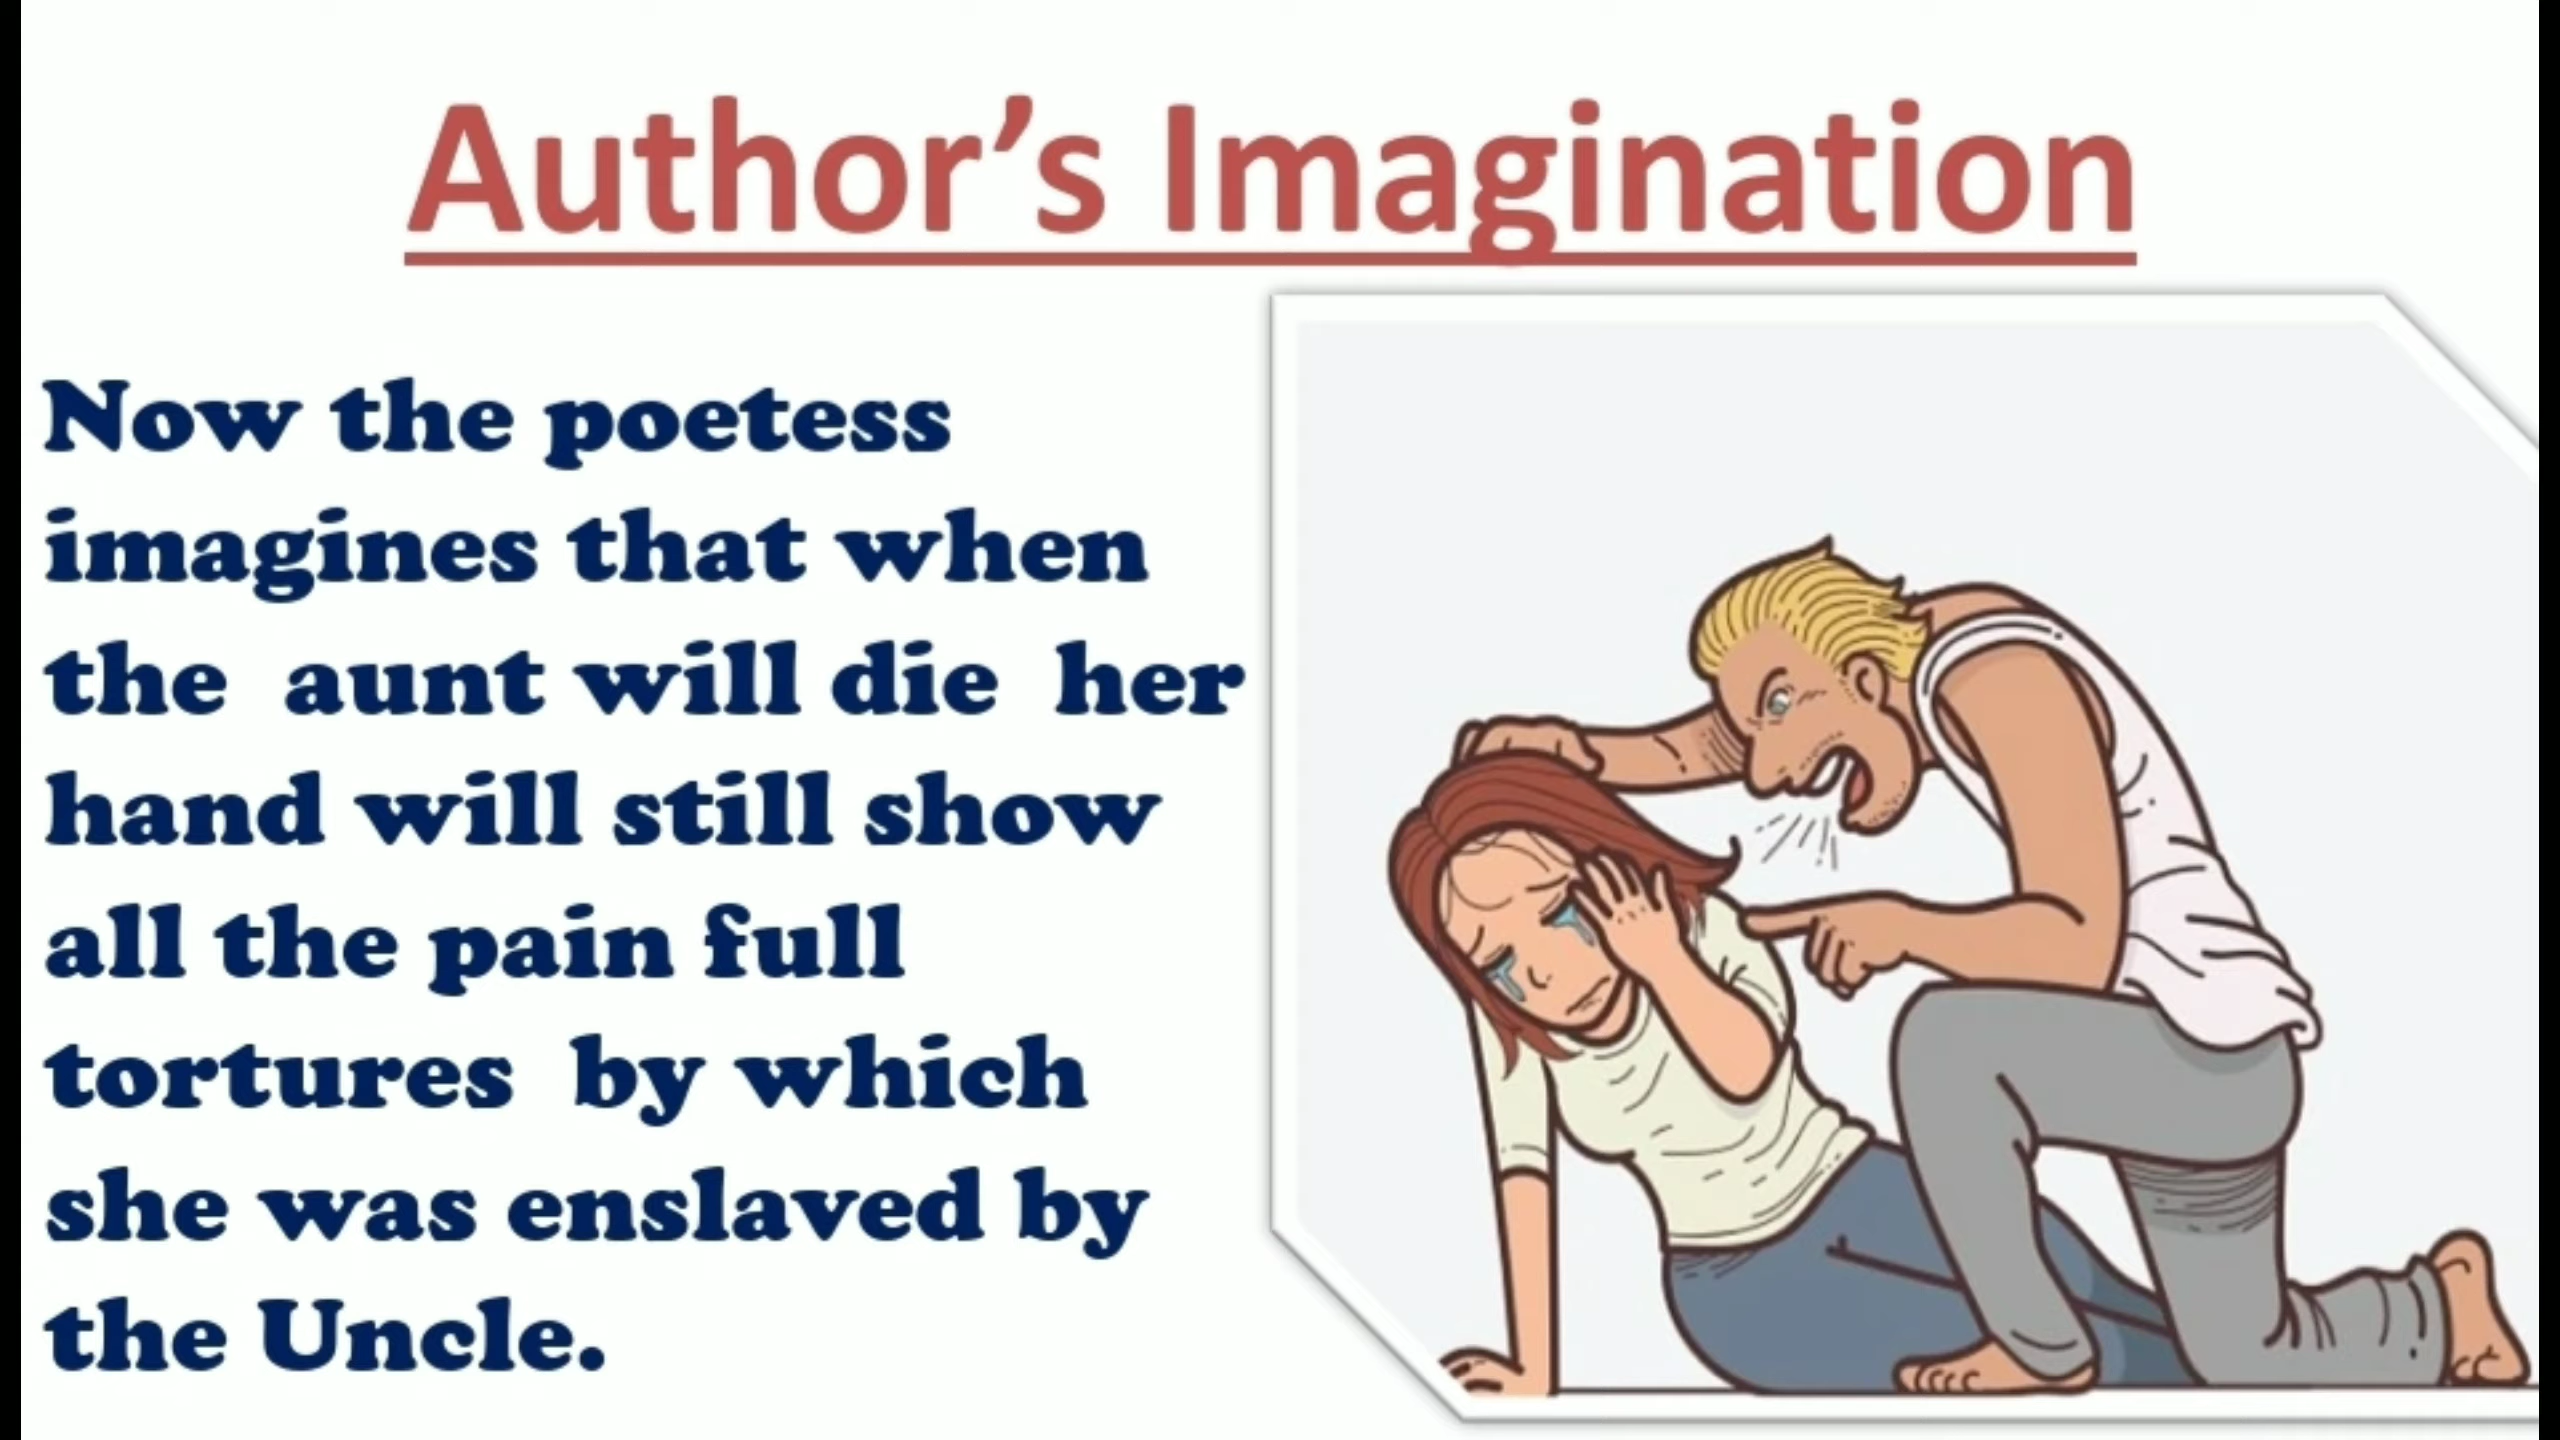 Author’s Imagination
Now the poetess
imagines that when
the aunt will die her
hand will still show
all the pain full
tortures by which
she was enslaved by
the Uncle.